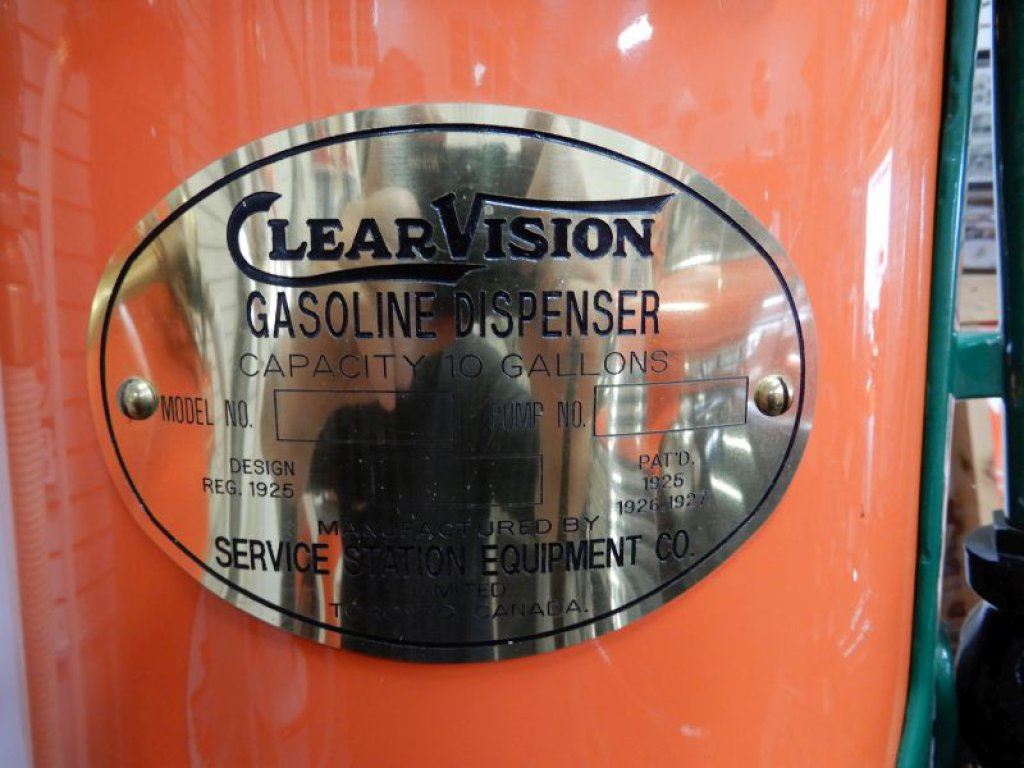 CLEARVISION
GASOLINE DISPENSER
CAPACITY 10 GALLONS
MODEL NO. PUMP NO.
DESIGN
REG. 1925
PAT'D.
1925
1926-1927
MANUFACTURED BY
SERVICE STATION EQUIPMENT CO.
LIMITED
TORONTO, CANADA.